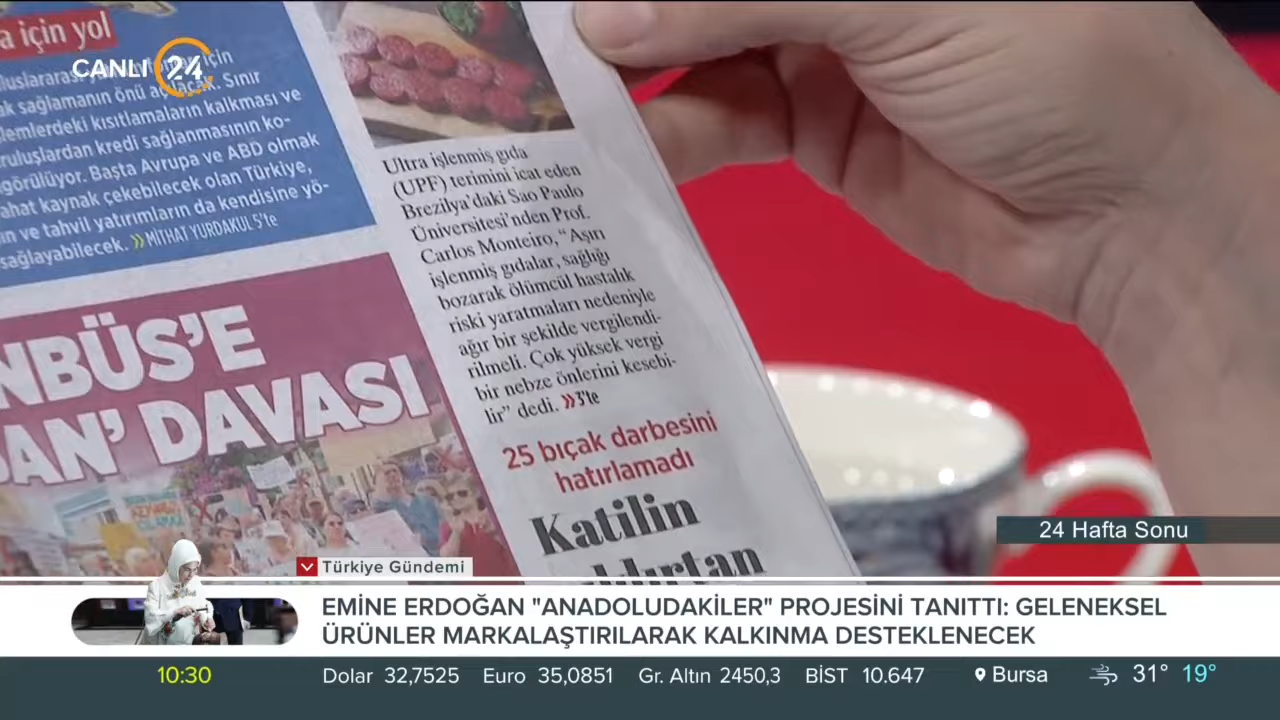 a için yol
CANLI 24
için
ak sağlamanın önü açılacak. Sınır
lemlerdeki kısıtlamaların kalkması ve
ruluşlardan kredi sağlanmasının ko-
görülüyor. Başta Avrupa ve ABD olmak
ahat kaynak çekebilecek olan Türkiye,
n ve tahvil yatırımların da kendisine yö-
sağlayabilecek. »MİTHAT YURDAKUL 5'te
Ultra işlenmiş gıda
(UPF) terimini icat eden
Brezilya'daki Sao Paulo
Üniversitesi'nden Prof.
Carlos Monteiro, "Aşırı
işlenmiş gıdalar, sağlığı
bozarak ölümcül hastalık
riski yaratmaları nedeniyle
ağır bir şekilde vergilendi-
rilmeli. Çok yüksek vergi
bir nebze önlerini kesebi-
lir" dedi. »3'te
NBÜS'E
AN' DAVASI
25 bıçak darbesini
hatırlamadı
Katilin
24 Hafta Sonu
Türkiye Gündemi
EMİNE ERDOĞAN "ANADOLUDAKİLER" PROJESİNİ TANITTI: GELENEKSEL
ÜRÜNLER MARKALAŞTIRILARAK KALKINMA DESTEKLENECEK
10:30 Dolar 32,7525 Euro 35,0851 Gr. Altın 2450,3 BİST 10.647 Bursa 31° 19°